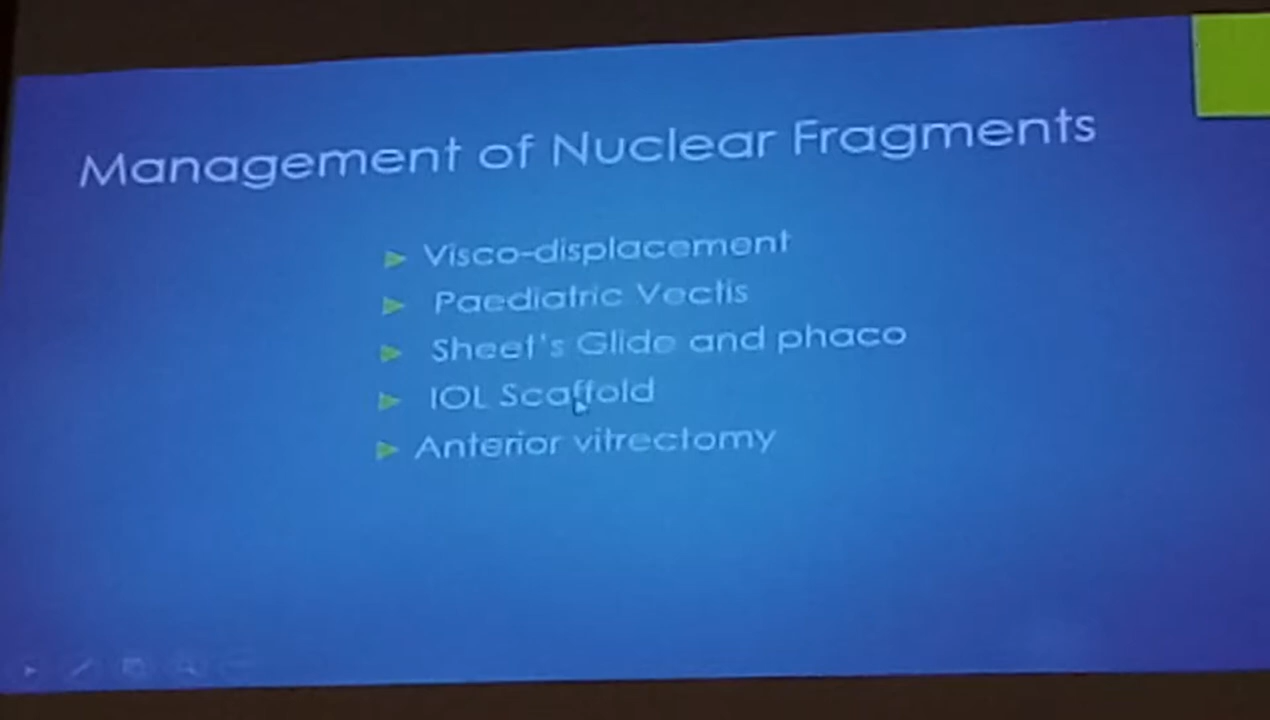 Management of Nuclear Fragments
Visco-displacement
Paediatric Vectis
Sheet's Glide and phaco
IOL Scaffold
Anterior vitrectomy